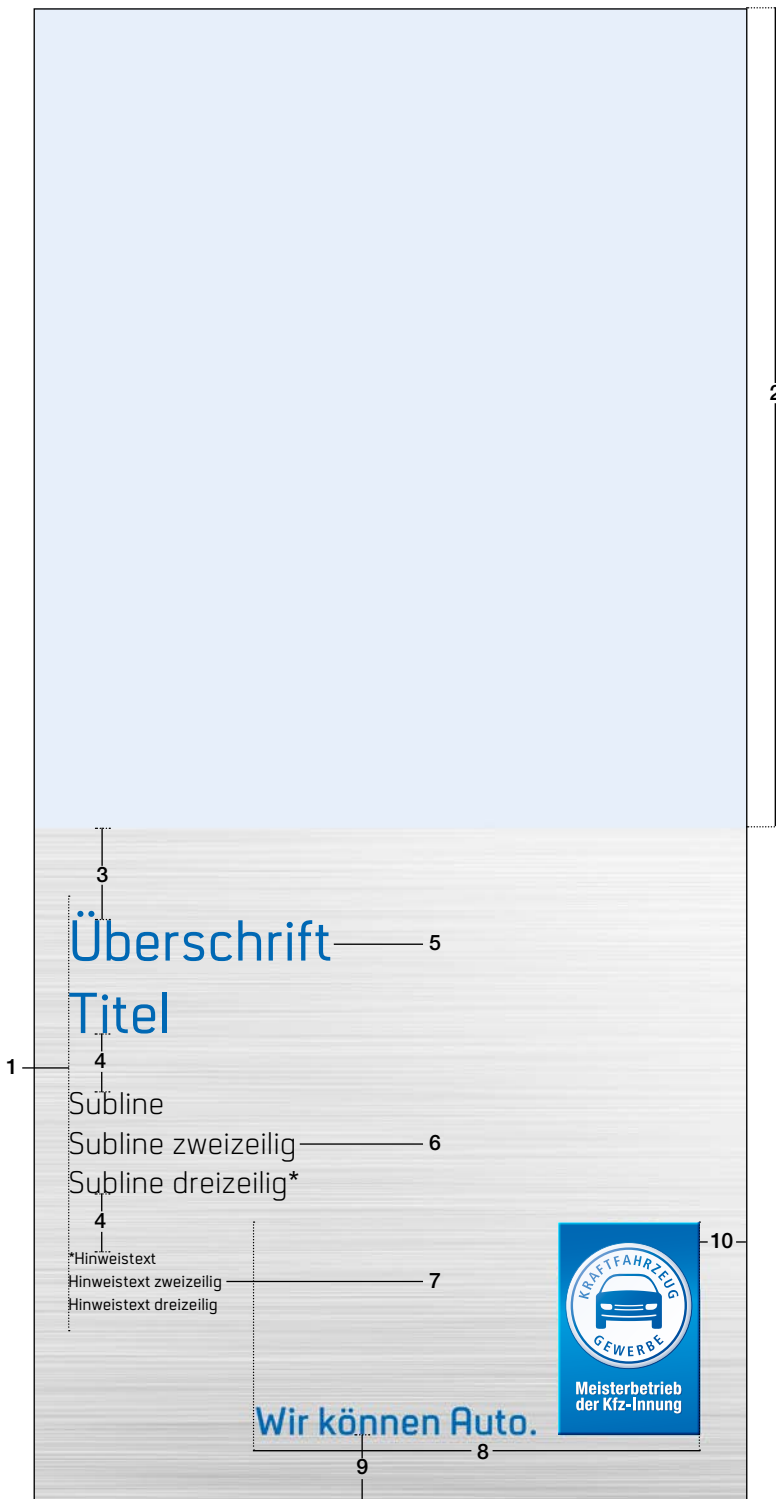 2
3
Überschrift
5
Titel
4
1
Subline
Subline zweizeilig
6
Subline dreizeilig*
4
10
*Hinweistext
Hinweistext zweizeilig
7
Hinweistext dreizeilig
KRAFTFAHRZEUG
GEWERBE
Meisterbetrieb
der Kfz-Innung
Wir können Auto.
8
9